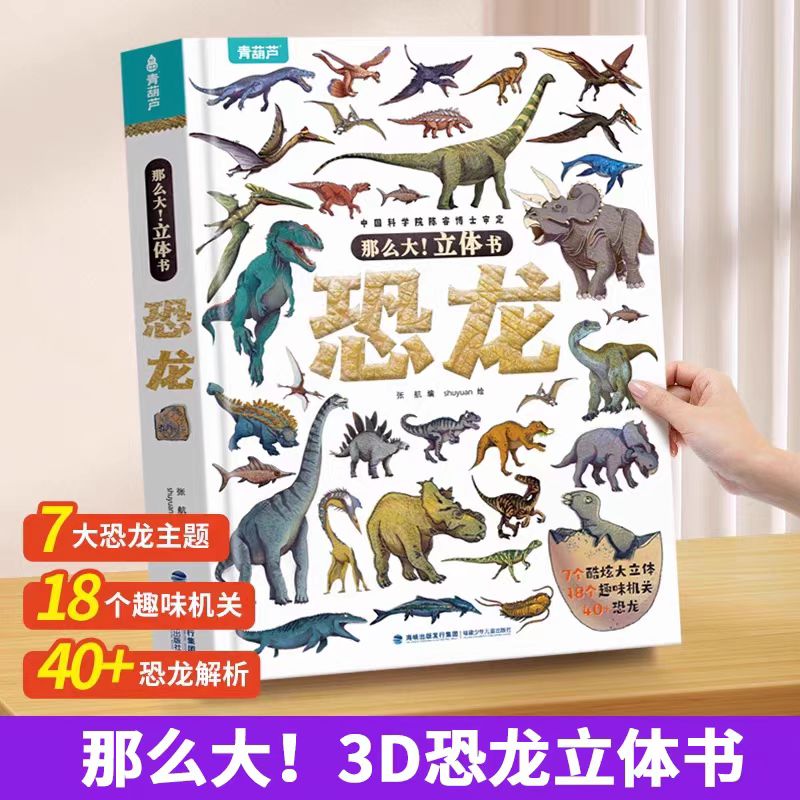 青葫芦
那么大!立体书
恐龙
张航
shuyuan
青葫芦
中国科学院陈睿博士审定
那么大!立体书
恐龙
张航 编 shuyuan 绘
7个酷炫大立体
18个趣味机关
40+恐龙
海峡出版发行集团 福建少年儿童出版社
7大恐龙主题
18个趣味机关
40+恐龙解析
那么大!3D恐龙立体书